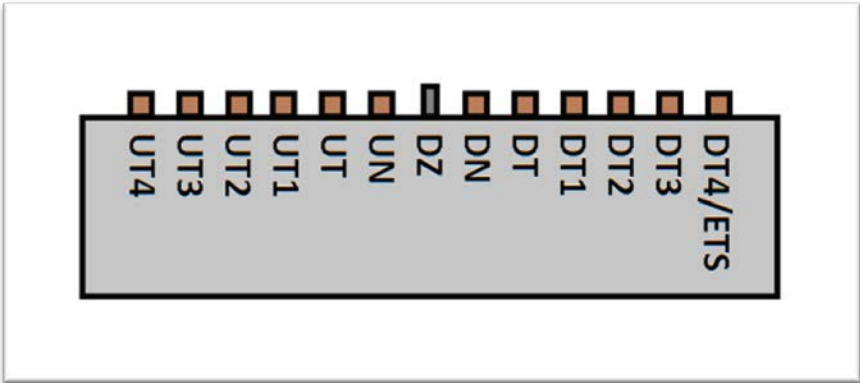 UT4
UT3
UT2
UT1
UT
UN
DZ
DN
DT
DT1
DT2
DT3
DT4/ETS